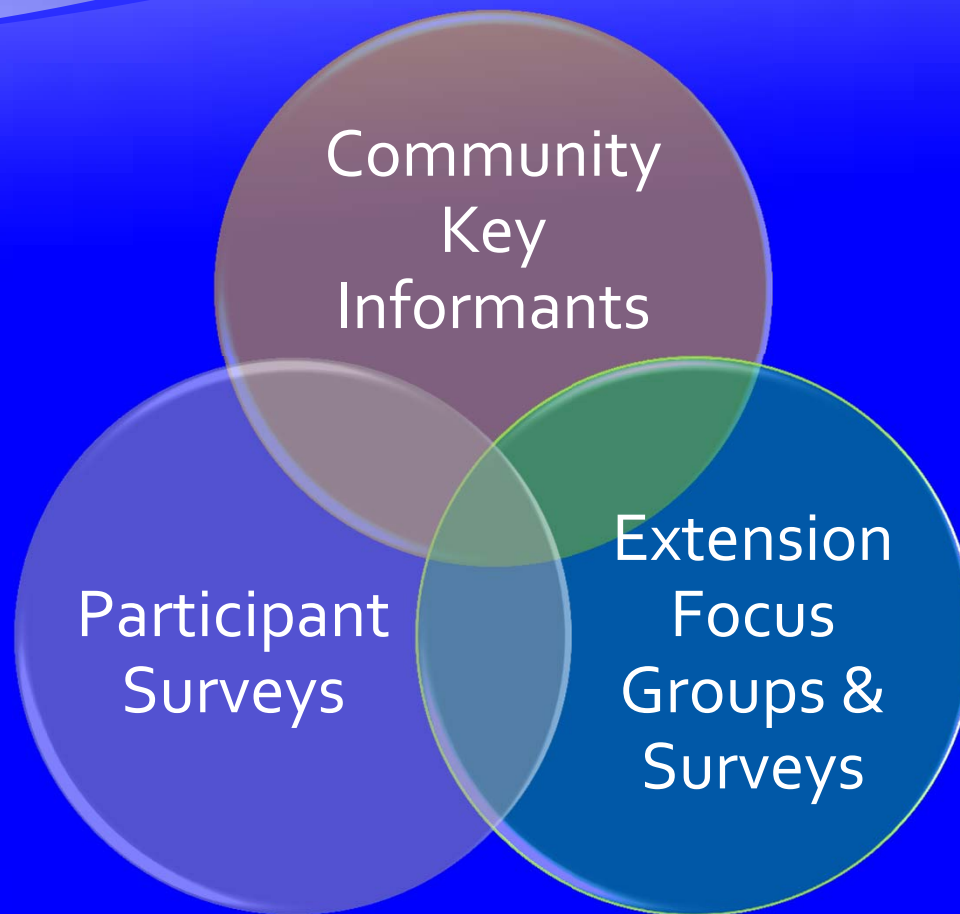 Community
Key
Informants
Participant
Surveys
Extension
Focus
Groups &
Surveys